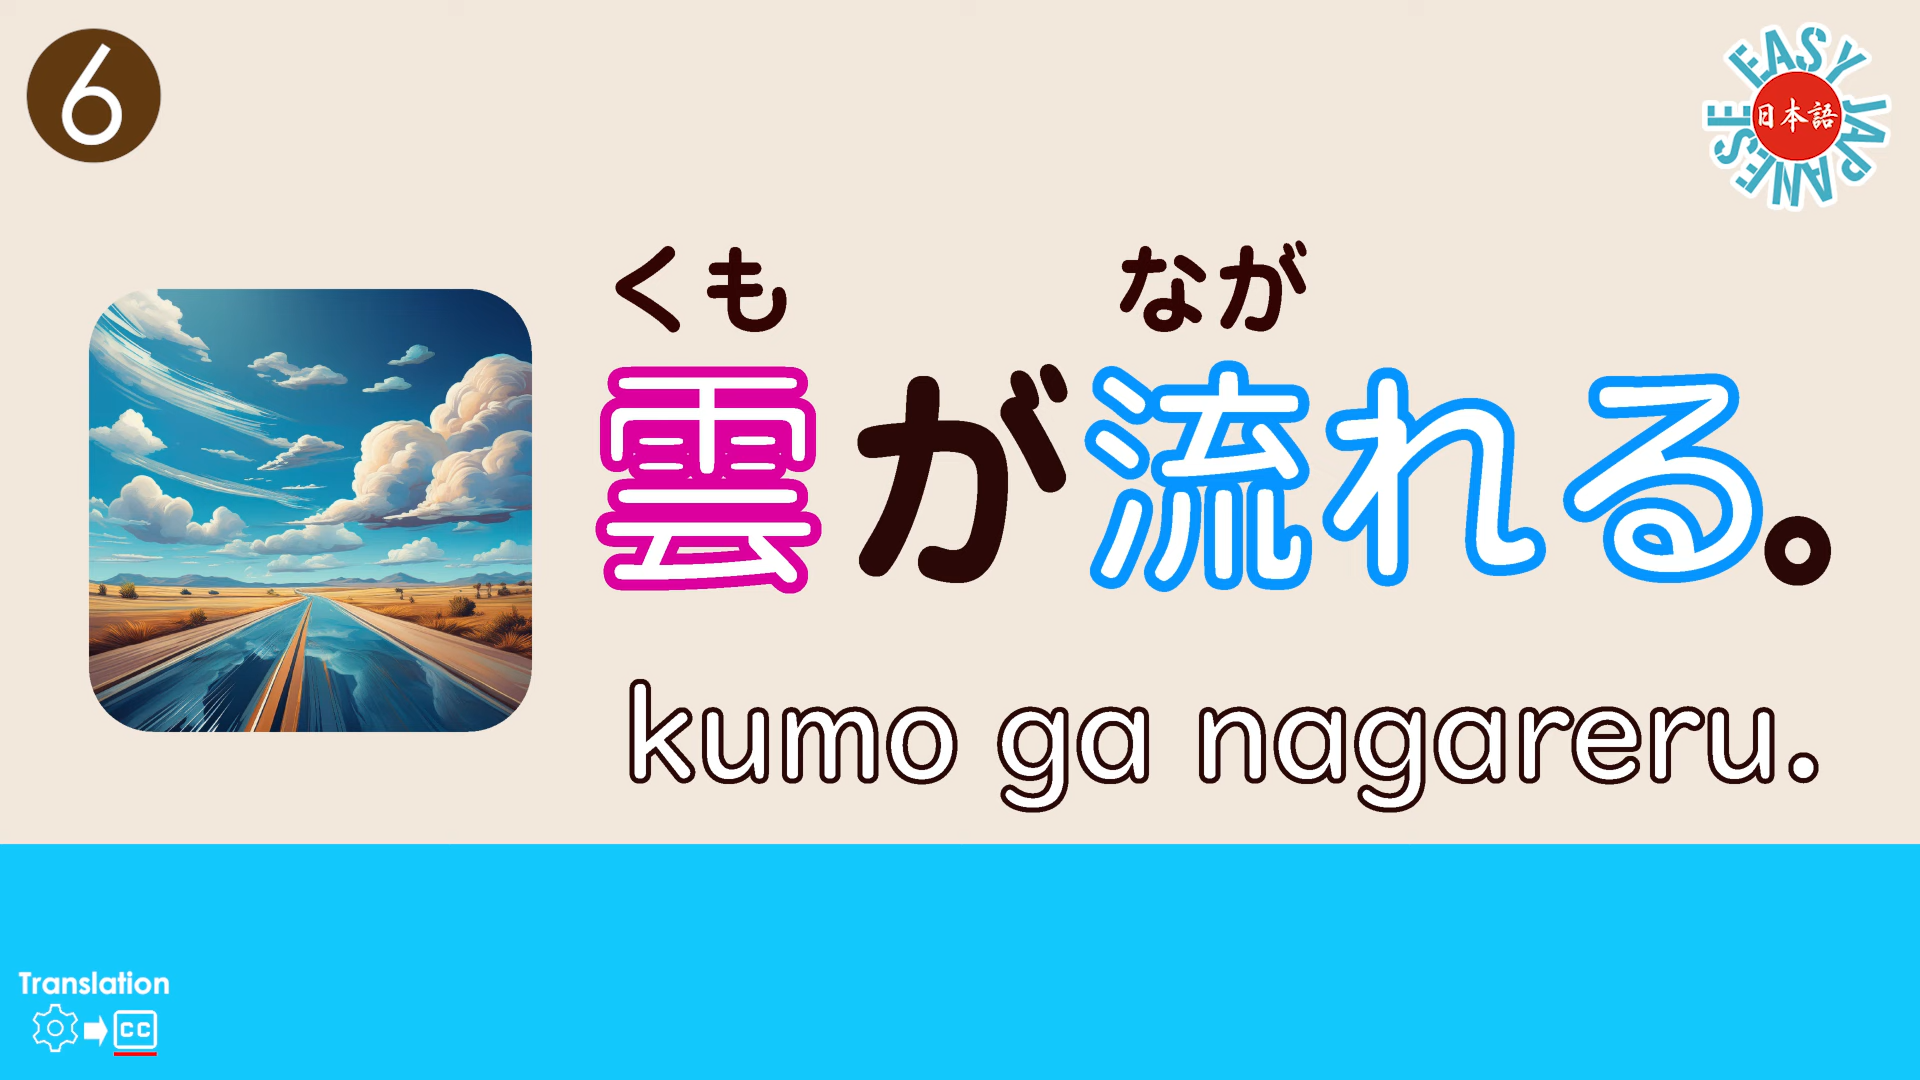 6
EASY JAPANESE
日本語
くも なが
雲が流れる。
kumo ga nagareru.
Translation
CC